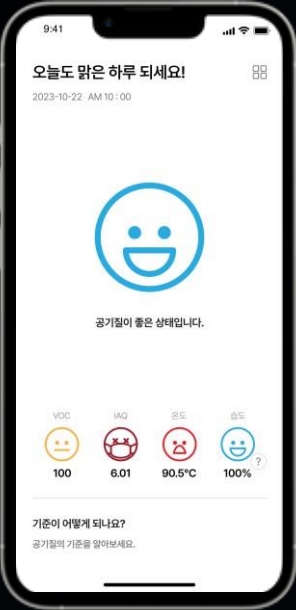 9:41
오늘도 맑은 하루 되세요!
2023-10-22 AM 10 : 00
공기질이 좋은 상태입니다.
VOC IAQ 온도 습도
100 6.01 90.5°C 100% ?
기준이 어떻게 되나요?
공기질의 기준을 알아보세요.